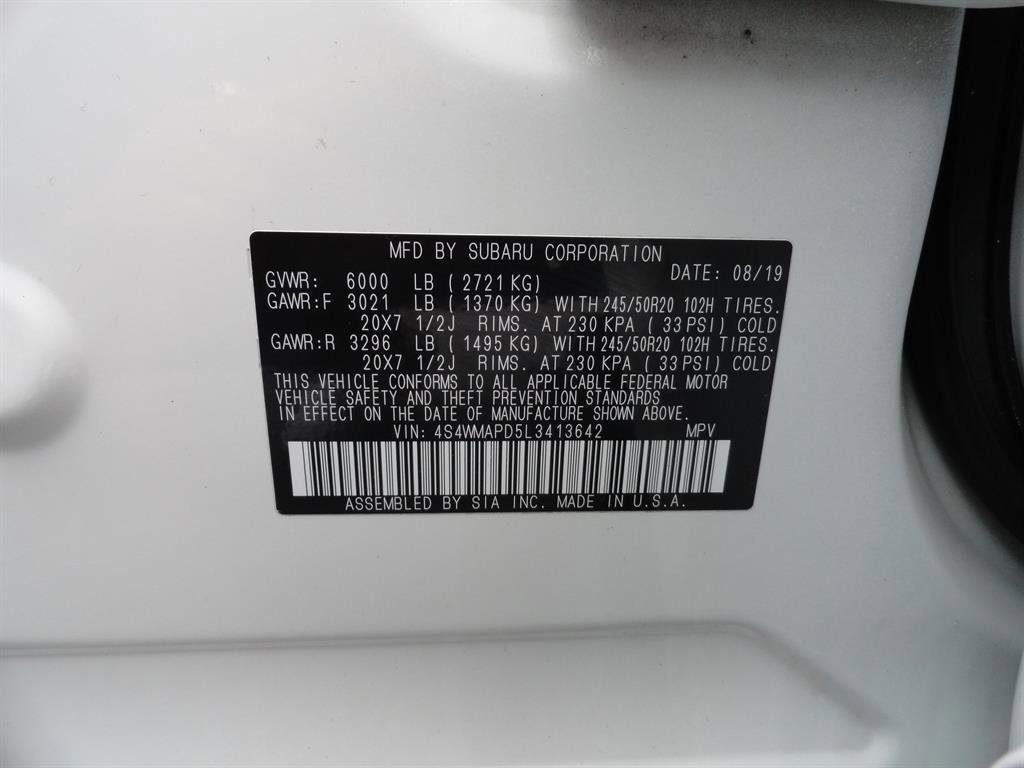 MFD BY SUBARU CORPORATION
DATE: 08/19
GVWR: 6000 LB ( 2721 KG)
GAWR:F 3021 LB ( 1370 KG) WITH 245/50R20 102H TIRES.
20X7 1/2J RIMS. AT 230 KPA ( 33 PSI) COLD
GAWR:R 3296 LB ( 1495 KG) WITH 245/50R20 102H TIRES.
20X7 1/2J RIMS. AT 230 KPA ( 33 PSI) COLD
THIS VEHICLE CONFORMS TO ALL APPLICABLE FEDERAL MOTOR
VEHICLE SAFETY AND THEFT PREVENTION STANDARDS
IN EFFECT ON THE DATE OF MANUFACTURE SHOWN ABOVE.
VIN: 4S4WMAPD5L3413642 MPV
ASSEMBLED BY SIA INC. MADE IN U.S.A.